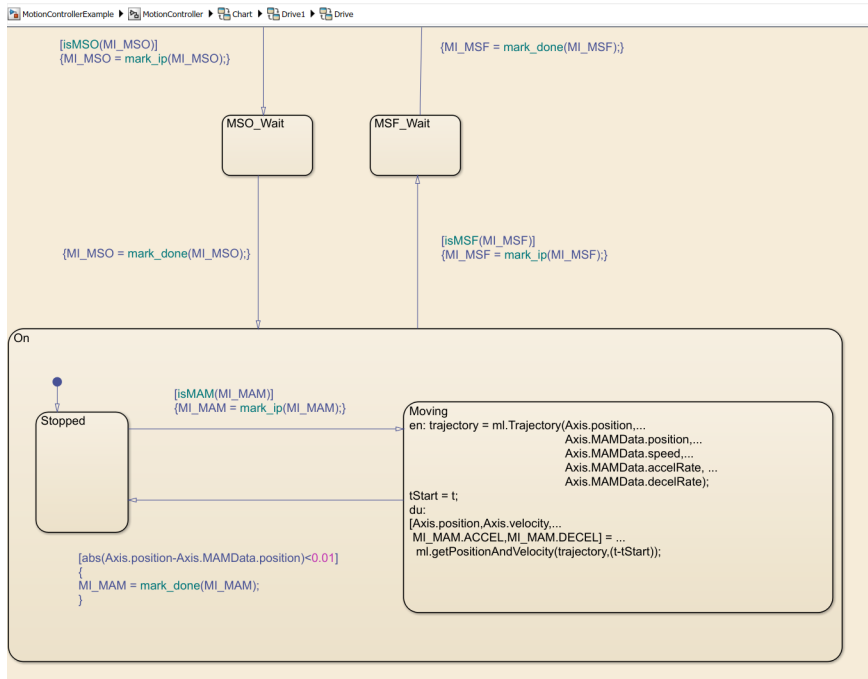 MotionControllerExample ▶ MotionController ▶ Chart ▶ Drive1 ▶ Drive
[isMSO(MI_MSO)]
{MI_MSO = mark_ip(MI_MSO);}
{MI_MSF = mark_done(MI_MSF);}
MSO_Wait
MSF_Wait
{MI_MSO = mark_done(MI_MSO);}
[isMSF(MI_MSF)]
{MI_MSF = mark_ip(MI_MSF);}
On
[isMAM(MI_MAM)]
{MI_MAM = mark_ip(MI_MAM);}
Stopped
Moving
en: trajectory = ml.Trajectory(Axis.position,...
Axis.MAMData.position,...
Axis.MAMData.speed,...
Axis.MAMData.accelRate, ...
Axis.MAMData.decelRate);
tStart = t;
du:
[Axis.position,Axis.velocity,...
MI_MAM.ACCEL,MI_MAM.DECEL] = ...
ml.getPositionAndVelocity(trajectory,(t-tStart));
[abs(Axis.position-Axis.MAMData.position)<0.01]
{
MI_MAM = mark_done(MI_MAM);
}